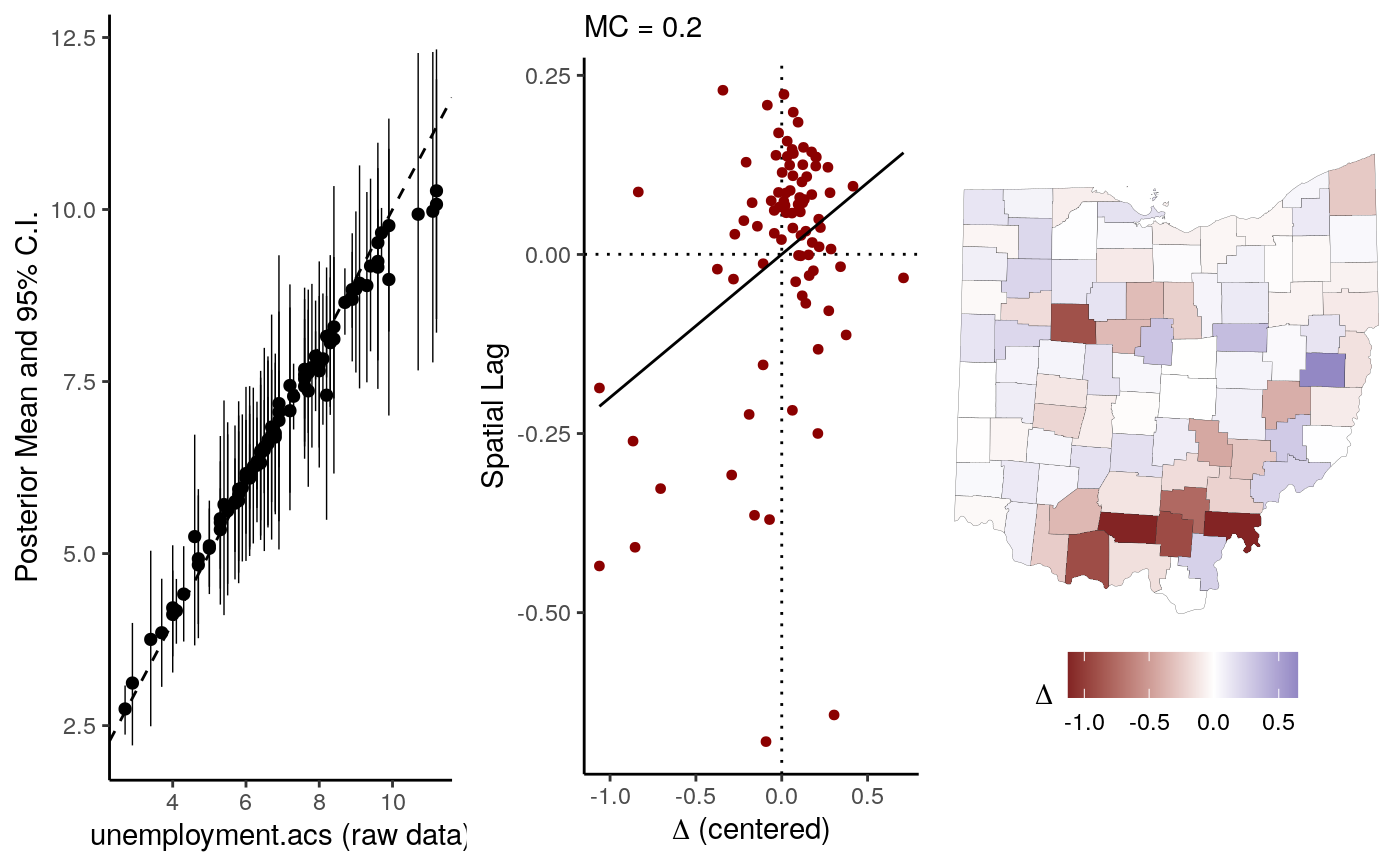 12.5
10.0
7.5
5.0
2.5
Posterior Mean and 95% C.I.
4 6 8 10
unemployment.acs (raw data)
MC = 0.2
0.25
0.00
-0.25
-0.50
Spatial Lag
-1.0 -0.5 0.0 0.5
Δ (centered)
Δ
-1.0 -0.5 0.0 0.5